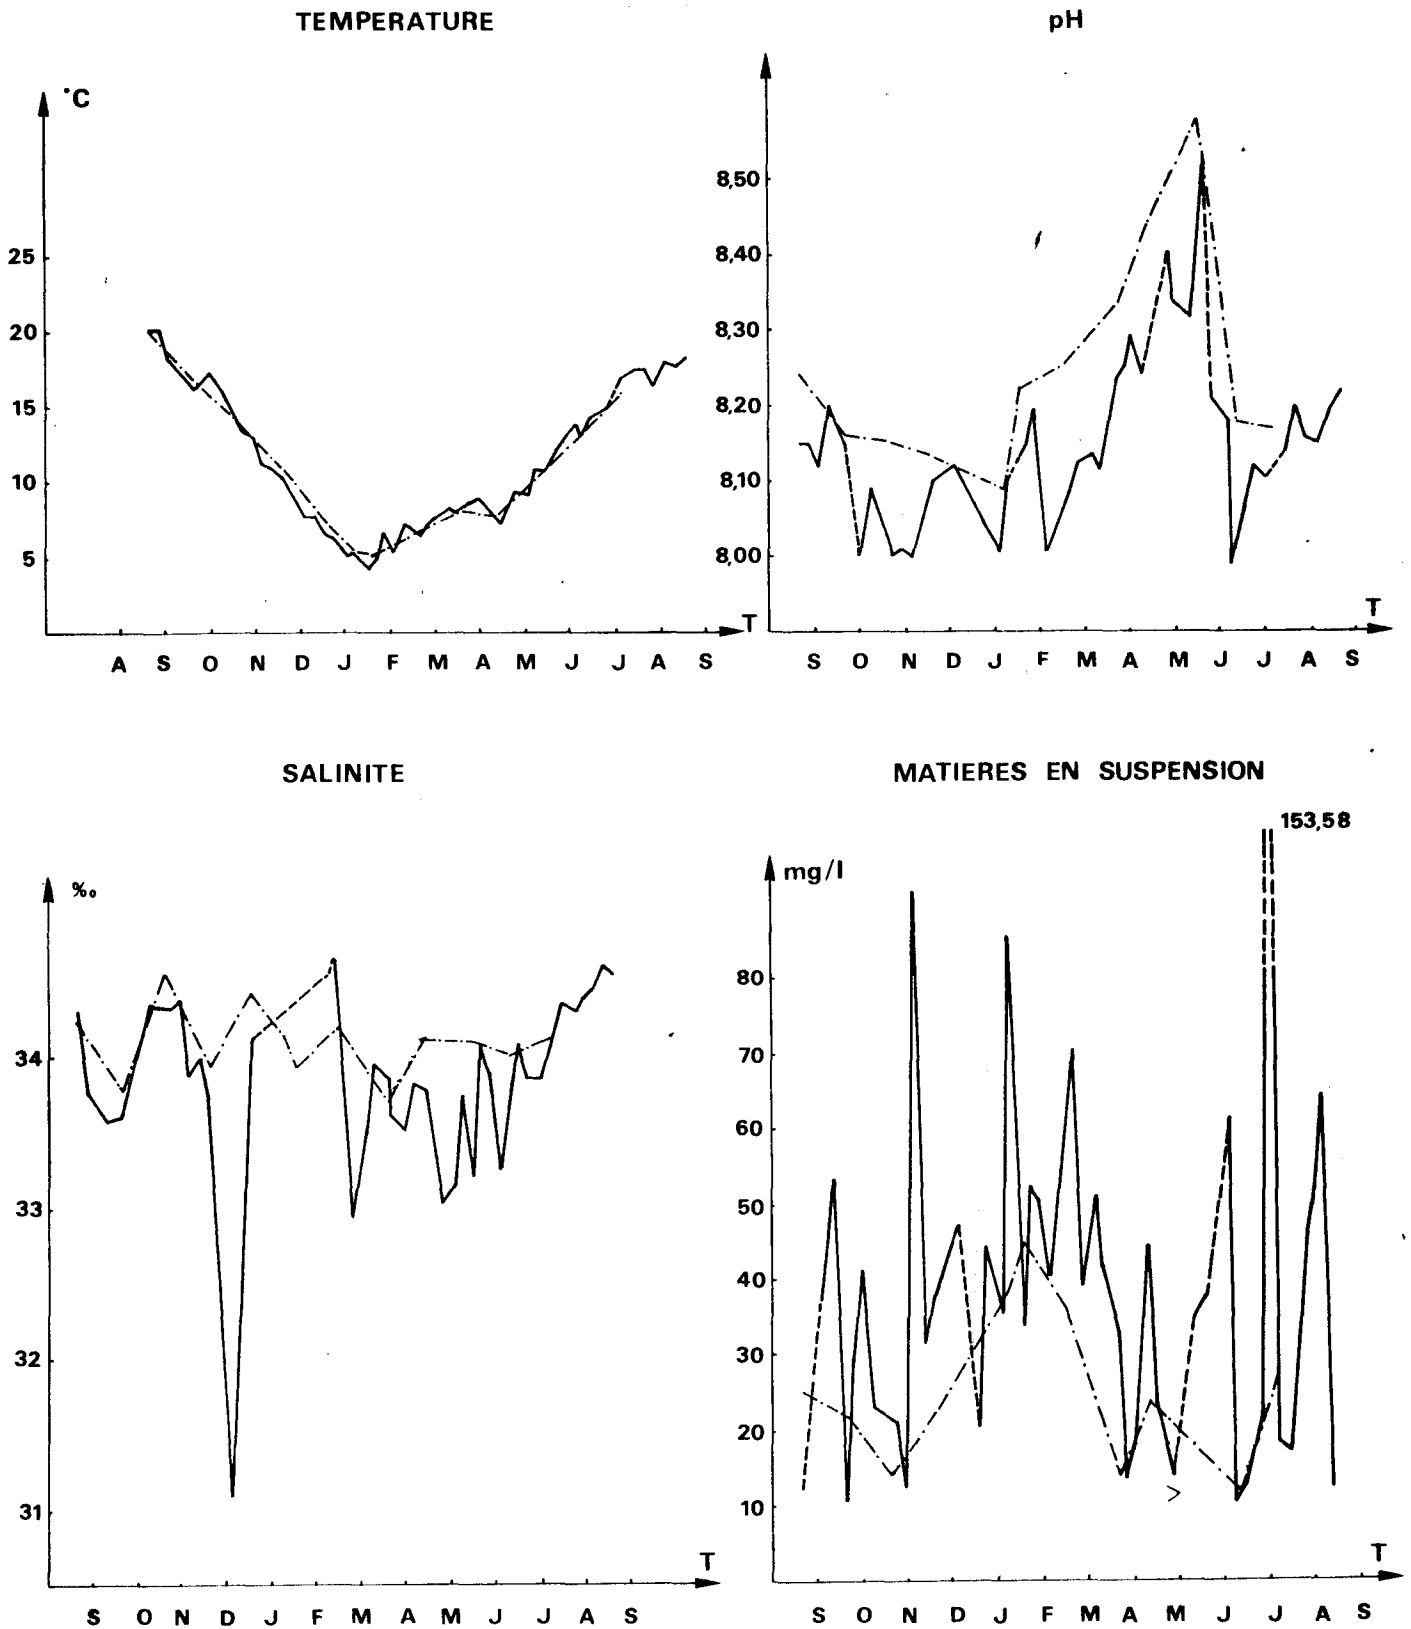 TEMPERATURE
°C
25
20
15
10
5
T
A S O N D J F M A M J J A S
pH
8,50
8,40
8,30
8,20
8,10
8,00
T
S O N D J F M A M J J A S
SALINITE
‰
34
33
32
31
T
S O N D J F M A M J J A S
MATIERES EN SUSPENSION
153,58
mg/l
80
70
60
50
40
30
20
10
T
S O N D J F M A M J J A S